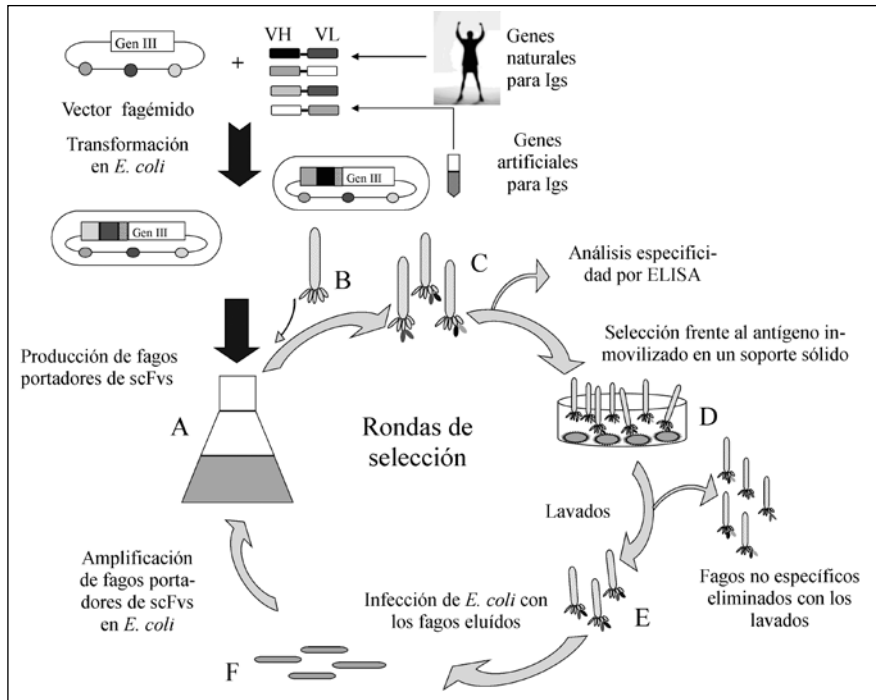 Gen III
VH VL
+
Genes
naturales
para Igs
Vector fagémido
Transformación
en E. coli
Genes
artificiales
para Igs
Gen III
Gen III
B
C
Análisis especifici-
dad por ELISA
Producción de fagos
portadores de scFvs
Selección frente al antígeno in-
movilizado en un soporte sólido
A
Rondas de
selección
D
Lavados
Amplificación
de fagos porta-
dores de scFvs
en E. coli
Infección de E. coli con
los fagos eluídos
E
Fagos no específicos
eliminados con los
lavados
F